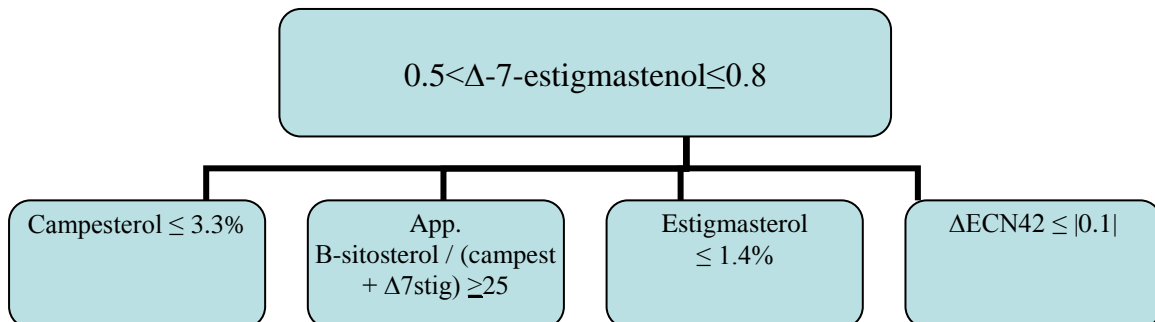 0.5<Δ-7-estigmastenol≤0.8
Campesterol ≤ 3.3%
App.
B-sitosterol / (campest
+ Δ7stig) ≥25
Estigmasterol
≤ 1.4%
ΔECN42 ≤ |0.1|